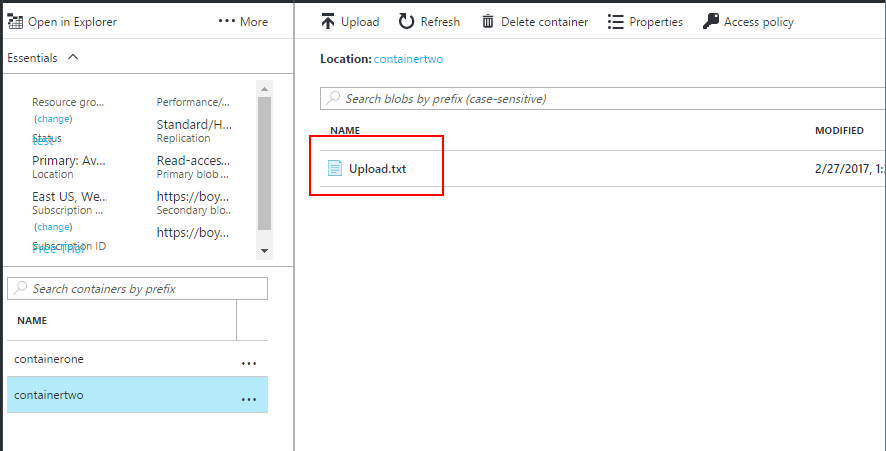 Open in Explorer
••• More
Essentials
Resource gro...
(change)
test
Status
Primary: Av...
Location
East US, We...
Subscription ...
(change)
Free Trial
Subscription ID
Performance/...
Standard/H...
Replication
Read-acces...
Primary blob
https://boy...
Secondary blo..
https://boy...
Search containers by prefix
NAME
containerone ...
containertwo ...
Upload Refresh Delete container Properties Access policy
Location: containertwo
Search blobs by prefix (case-sensitive)
NAME MODIFIED
Upload.txt 2/27/2017, 1: